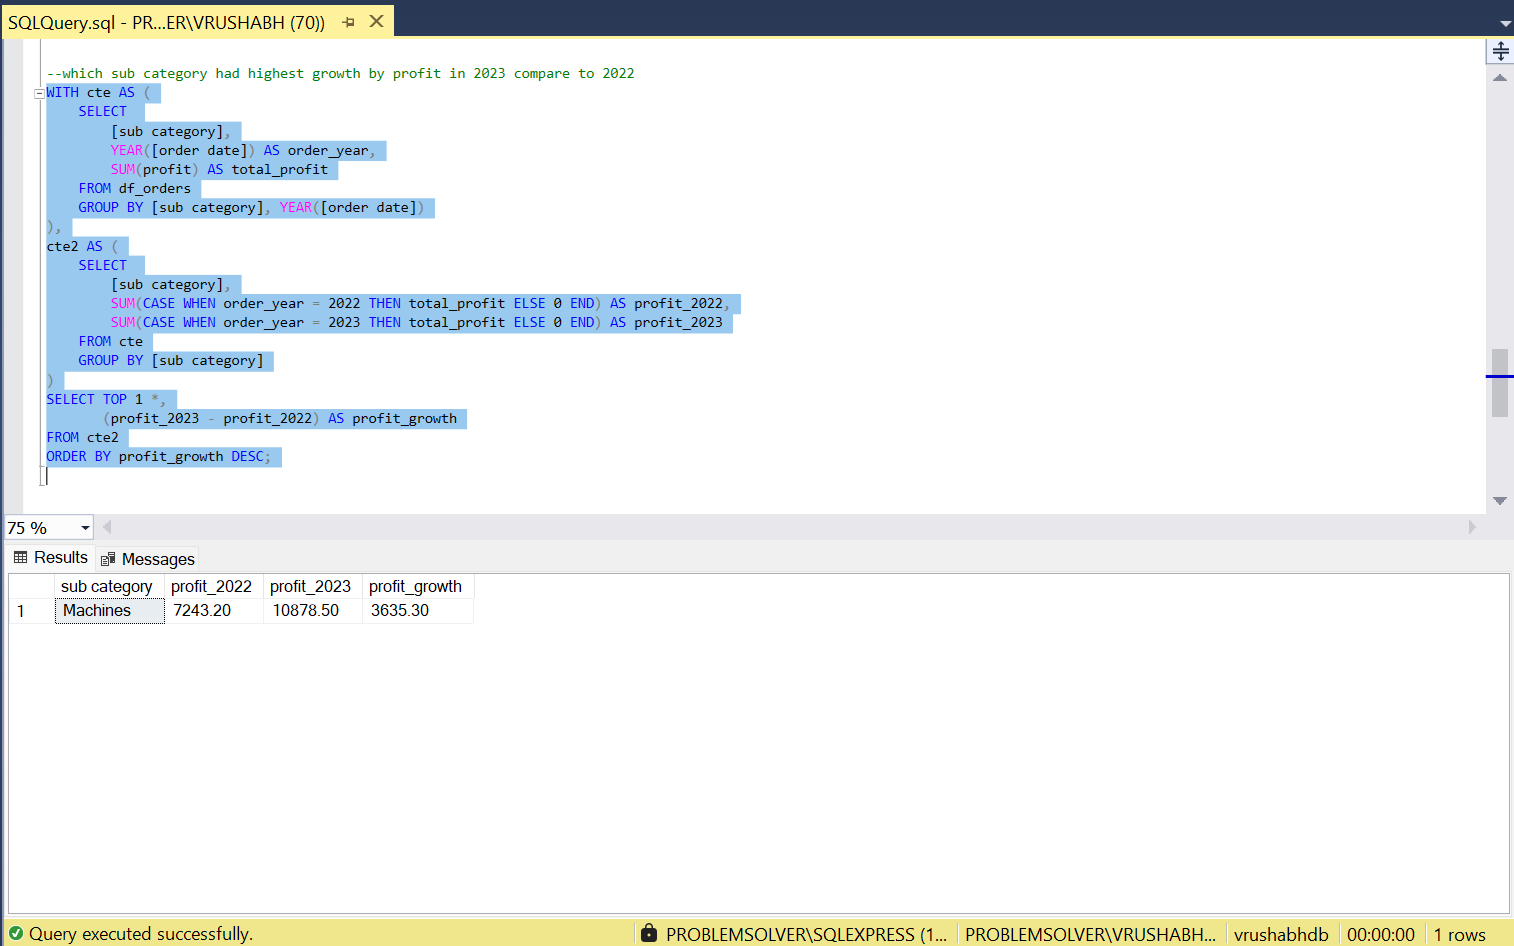 SQLQuery.sql - PR...ER\VRUSHABH (70))
--which sub category had highest growth by profit in 2023 compare to 2022
WITH cte AS (
    SELECT
        [sub category],
        YEAR([order date]) AS order_year,
        SUM(profit) AS total_profit
    FROM df_orders
    GROUP BY [sub category], YEAR([order date])
),
cte2 AS (
    SELECT
        [sub category],
        SUM(CASE WHEN order_year = 2022 THEN total_profit ELSE 0 END) AS profit_2022,
        SUM(CASE WHEN order_year = 2023 THEN total_profit ELSE 0 END) AS profit_2023
    FROM cte
    GROUP BY [sub category]
)
SELECT TOP 1 *,
       (profit_2023 - profit_2022) AS profit_growth
FROM cte2
ORDER BY profit_growth DESC;
75 %
Results Messages
sub category profit_2022 profit_2023 profit_growth
1 Machines 7243.20 10878.50 3635.30
Query executed successfully. PROBLEMSOLVER\SQLEXPRESS (1... PROBLEMSOLVER\VRUSHABH... vrushabhdb 00:00:00 1 rows